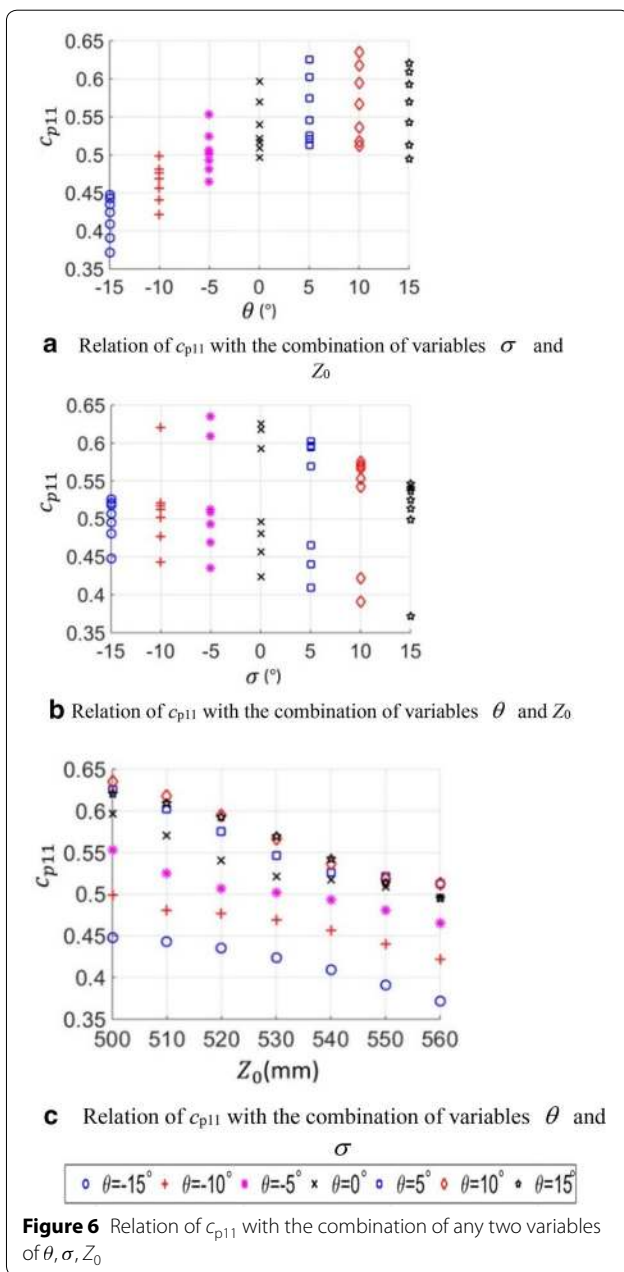 0.65
0.6
0.55
0.5
0.45
0.4
0.35
c_p11
-15 -10 -5 0 5 10 15
θ (°)
a Relation of c_p11 with the combination of variables σ and
Z_0
0.65
0.6
0.55
0.5
0.45
0.4
0.35
c_p11
-15 -10 -5 0 5 10 15
σ (°)
b Relation of c_p11 with the combination of variables θ and Z_0
0.65
0.6
0.55
0.5
0.45
0.4
0.35
c_p11
500 510 520 530 540 550 560
Z_0(mm)
c Relation of c_p11 with the combination of variables θ and
σ
θ=-15° θ=-10° θ=-5° θ=0° θ=5° θ=10° θ=15°
Figure 6 Relation of c_p11 with the combination of any two variables
of θ, σ, Z_0